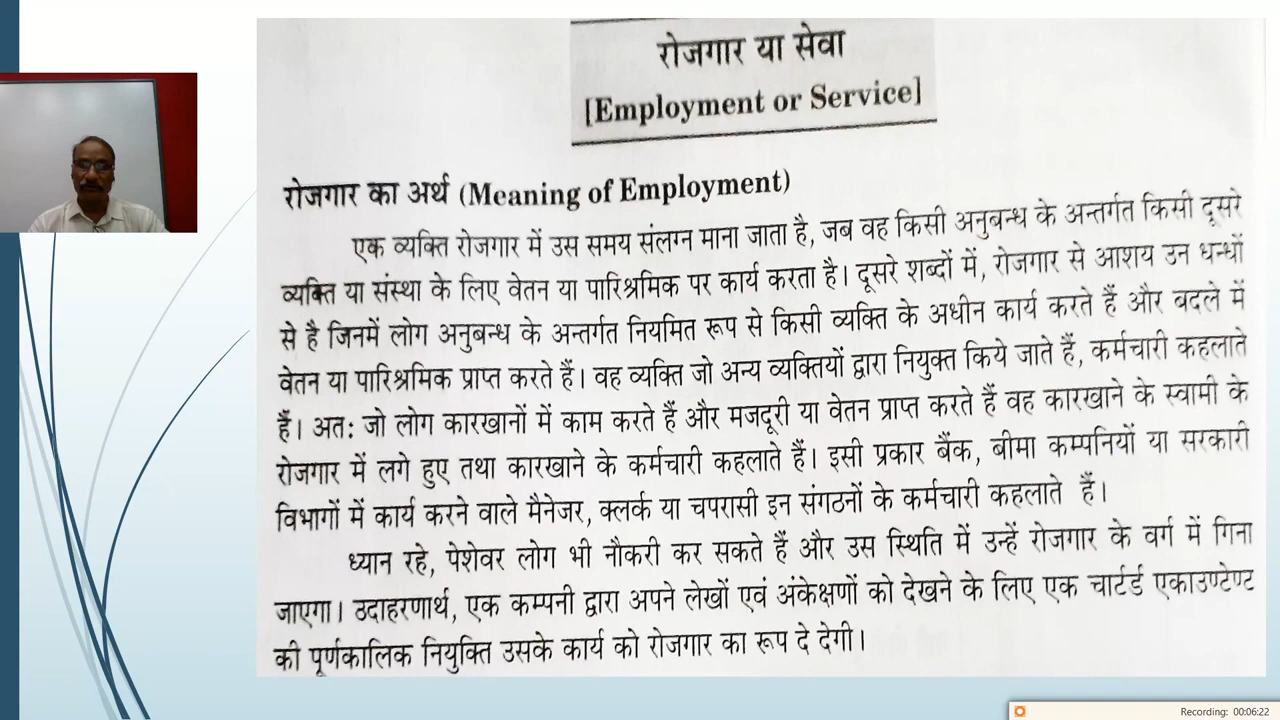 रोजगार या सेवा
[Employment or Service]
रोजगार का अर्थ (Meaning of Employment)
एक व्यक्ति रोजगार में उस समय संलग्न माना जाता है, जब वह किसी अनुबन्ध के अन्तर्गत किसी दूसरे
व्यक्ति या संस्था के लिए वेतन या पारिश्रमिक पर कार्य करता है। दूसरे शब्दों में, रोजगार से आशय उन धन्धों
से है जिनमें लोग अनुबन्ध के अन्तर्गत नियमित रूप से किसी व्यक्ति के अधीन कार्य करते हैं और बदले में
वेतन या पारिश्रमिक प्राप्त करते हैं। वह व्यक्ति जो अन्य व्यक्तियों द्वारा नियुक्त किये जाते हैं, कर्मचारी कहलाते
हैं। अतः जो लोग कारखानों में काम करते हैं और मजदूरी या वेतन प्राप्त करते हैं वह कारखाने के स्वामी के
रोजगार में लगे हुए तथा कारखाने के कर्मचारी कहलाते हैं। इसी प्रकार बैंक, बीमा कम्पनियों या सरकारी
विभागों में कार्य करने वाले मैनेजर, क्लर्क या चपरासी इन संगठनों के कर्मचारी कहलाते हैं।
ध्यान रहे, पेशेवर लोग भी नौकरी कर सकते हैं और उस स्थिति में उन्हें रोजगार के वर्ग में गिना
जाएगा। उदाहरणार्थ, एक कम्पनी द्वारा अपने लेखों एवं अंकेक्षणों को देखने के लिए एक चार्टर्ड एकाउण्टेण्ट
की पूर्णकालिक नियुक्ति उसके कार्य को रोजगार का रूप दे देगी।
Recording: 00:06:22